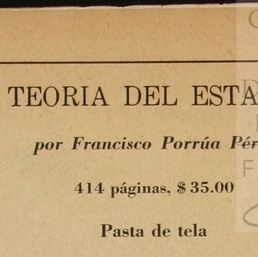 TEORIA DEL ESTA
por Francisco Porrúa Pér
414 páginas, $35.00
Pasta de tela